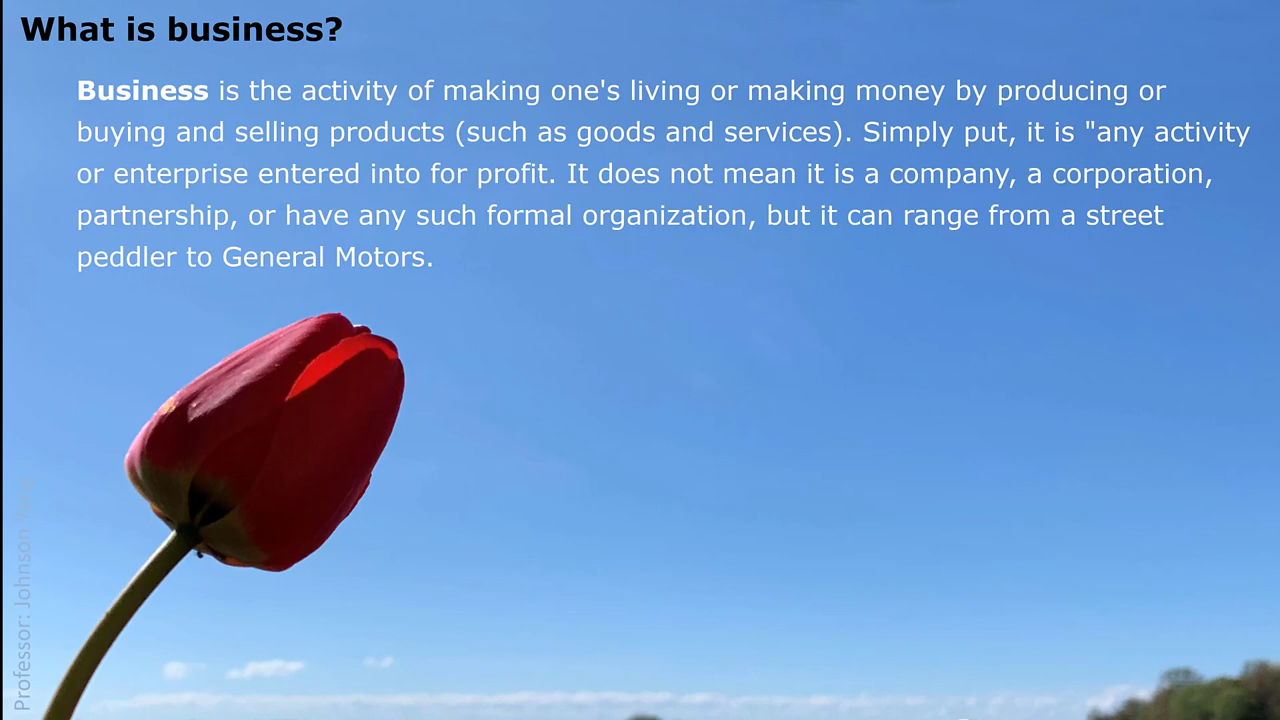 What is business?
Business is the activity of making one's living or making money by producing or
buying and selling products (such as goods and services). Simply put, it is "any activity
or enterprise entered into for profit. It does not mean it is a company, a corporation,
partnership, or have any such formal organization, but it can range from a street
peddler to General Motors.
Professor: Johnson